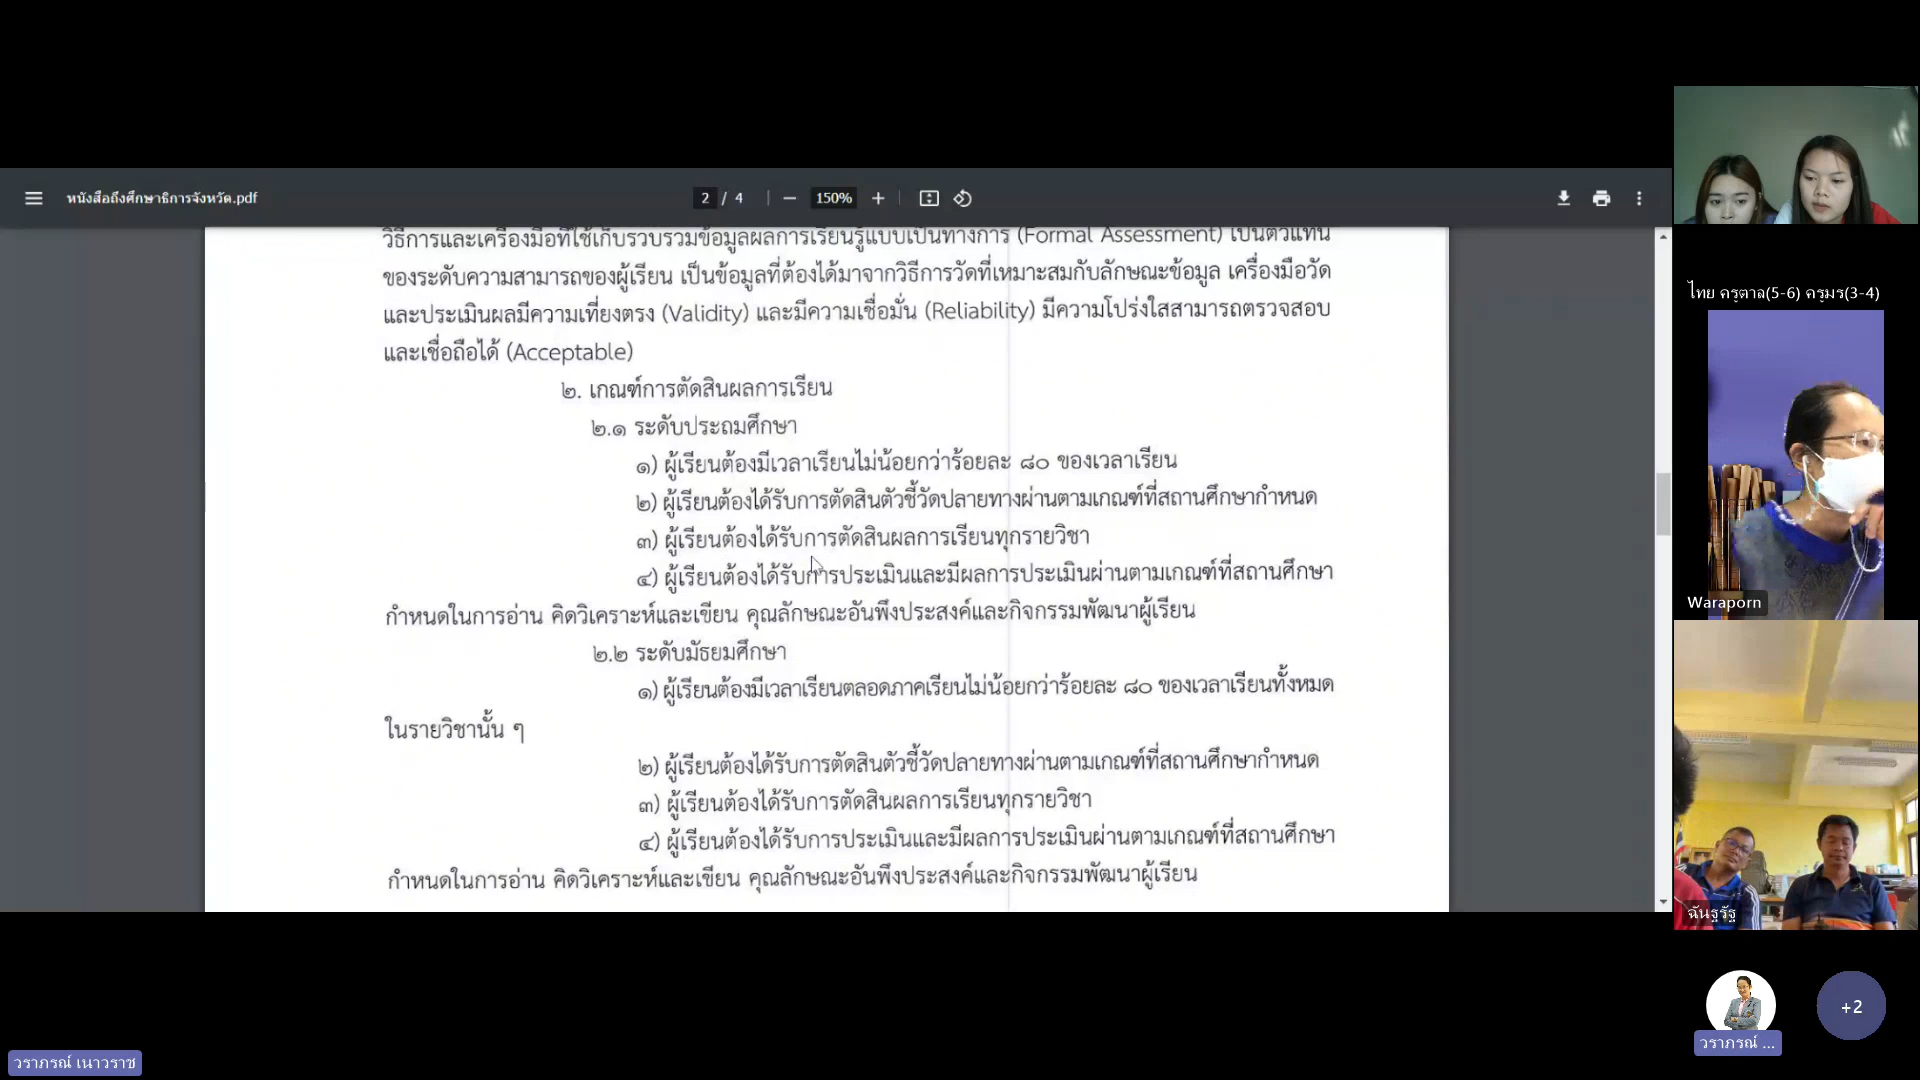 หนังสือถึงศึกษาธิการจังหวัด.pdf
2 / 4
150%
วิธีการและเครื่องมือที่ใช้เก็บรวบรวมข้อมูลผลการเรียนรู้แบบเป็นทางการ (Formal Assessment) เป็นตัวแทน
ของระดับความสามารถของผู้เรียน เป็นข้อมูลที่ต้องได้มาจากวิธีการวัดที่เหมาะสมกับลักษณะข้อมูล เครื่องมือวัด
และประเมินผลมีความเที่ยงตรง (Validity) และมีความเชื่อมั่น (Reliability) มีความโปร่งใสสามารถตรวจสอบ
และเชื่อถือได้ (Acceptable)
๒. เกณฑ์การตัดสินผลการเรียน
๒.๑ ระดับประถมศึกษา
๑) ผู้เรียนต้องมีเวลาเรียนไม่น้อยกว่าร้อยละ ๘๐ ของเวลาเรียน
๒) ผู้เรียนต้องได้รับการตัดสินตัวชี้วัดปลายทางผ่านตามเกณฑ์ที่สถานศึกษากำหนด
๓) ผู้เรียนต้องได้รับการตัดสินผลการเรียนทุกรายวิชา
๔) ผู้เรียนต้องได้รับการประเมินและมีผลการประเมินผ่านตามเกณฑ์ที่สถานศึกษา
กำหนดในการอ่าน คิดวิเคราะห์และเขียน คุณลักษณะอันพึงประสงค์และกิจกรรมพัฒนาผู้เรียน
๒.๒ ระดับมัธยมศึกษา
๑) ผู้เรียนต้องมีเวลาเรียนตลอดภาคเรียนไม่น้อยกว่าร้อยละ ๘๐ ของเวลาเรียนทั้งหมด
ในรายวิชานั้น ๆ
๒) ผู้เรียนต้องได้รับการตัดสินตัวชี้วัดปลายทางผ่านตามเกณฑ์ที่สถานศึกษากำหนด
๓) ผู้เรียนต้องได้รับการตัดสินผลการเรียนทุกรายวิชา
๔) ผู้เรียนต้องได้รับการประเมินและมีผลการประเมินผ่านตามเกณฑ์ที่สถานศึกษา
กำหนดในการอ่าน คิดวิเคราะห์และเขียน คุณลักษณะอันพึงประสงค์และกิจกรรมพัฒนาผู้เรียน
ไทย ครูตาล(5-6) ครูมร(3-4)
Waraporn
ฉันฐรัฐ
วราภรณ์ ...
+2
วราภรณ์ เนาวราช